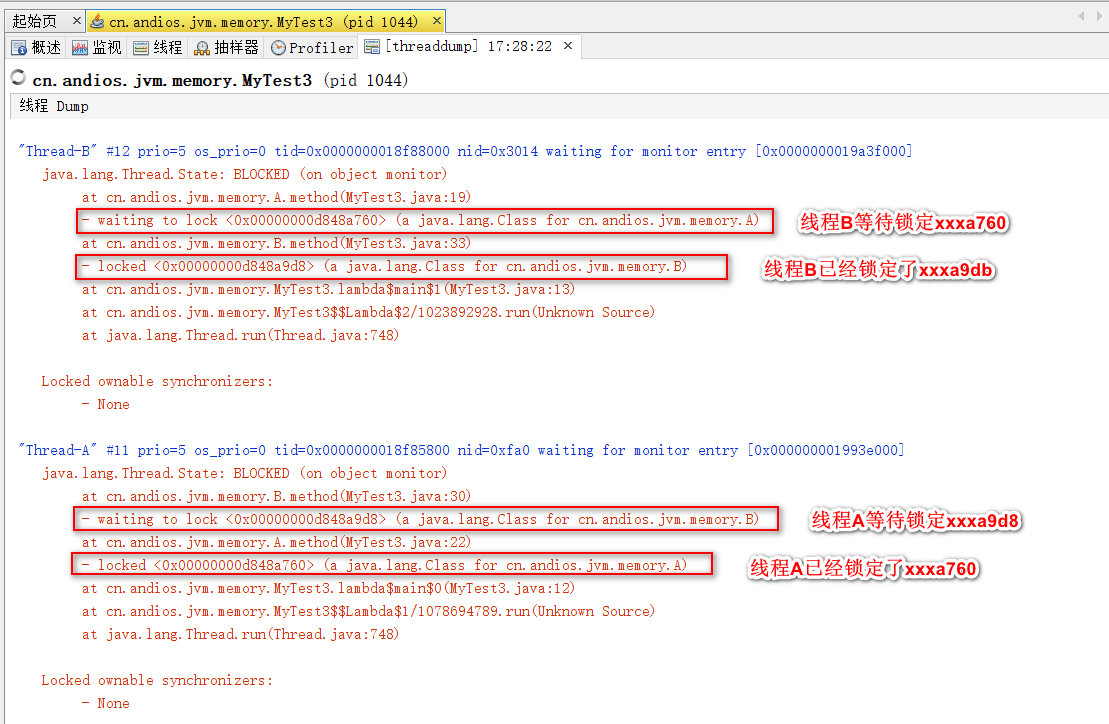 起始页 × cn.andios.jvm.memory.MyTest3 (pid 1044) ×
概述 监视 线程 抽样器 Profiler [threaddump] 17:28:22 ×
cn.andios.jvm.memory.MyTest3 (pid 1044)
线程 Dump
"Thread-B" #12 prio=5 os_prio=0 tid=0x0000000018f88000 nid=0x3014 waiting for monitor entry [0x0000000019a3f000]
java.lang.Thread.State: BLOCKED (on object monitor)
at cn.andios.jvm.memory.A.method(MyTest3.java:19)
- waiting to lock <0x00000000d848a760> (a java.lang.Class for cn.andios.jvm.memory.A) 线程B等待锁定xxxa760
at cn.andios.jvm.memory.B.method(MyTest3.java:33)
- locked <0x00000000d848a9d8> (a java.lang.Class for cn.andios.jvm.memory.B) 线程B已经锁定了xxxa9db
at cn.andios.jvm.memory.MyTest3.lambda$main$1(MyTest3.java:13)
at cn.andios.jvm.memory.MyTest3$$Lambda$2/1023892928.run(Unknown Source)
at java.lang.Thread.run(Thread.java:748)
Locked ownable synchronizers:
- None
"Thread-A" #11 prio=5 os_prio=0 tid=0x0000000018f85800 nid=0xfa0 waiting for monitor entry [0x000000001993e000]
java.lang.Thread.State: BLOCKED (on object monitor)
at cn.andios.jvm.memory.B.method(MyTest3.java:30)
- waiting to lock <0x00000000d848a9d8> (a java.lang.Class for cn.andios.jvm.memory.B) 线程A等待锁定xxxa9d8
at cn.andios.jvm.memory.A.method(MyTest3.java:22)
- locked <0x00000000d848a760> (a java.lang.Class for cn.andios.jvm.memory.A) 线程A已经锁定了xxxa760
at cn.andios.jvm.memory.MyTest3.lambda$main$0(MyTest3.java:12)
at cn.andios.jvm.memory.MyTest3$$Lambda$1/1078694789.run(Unknown Source)
at java.lang.Thread.run(Thread.java:748)
Locked ownable synchronizers:
- None